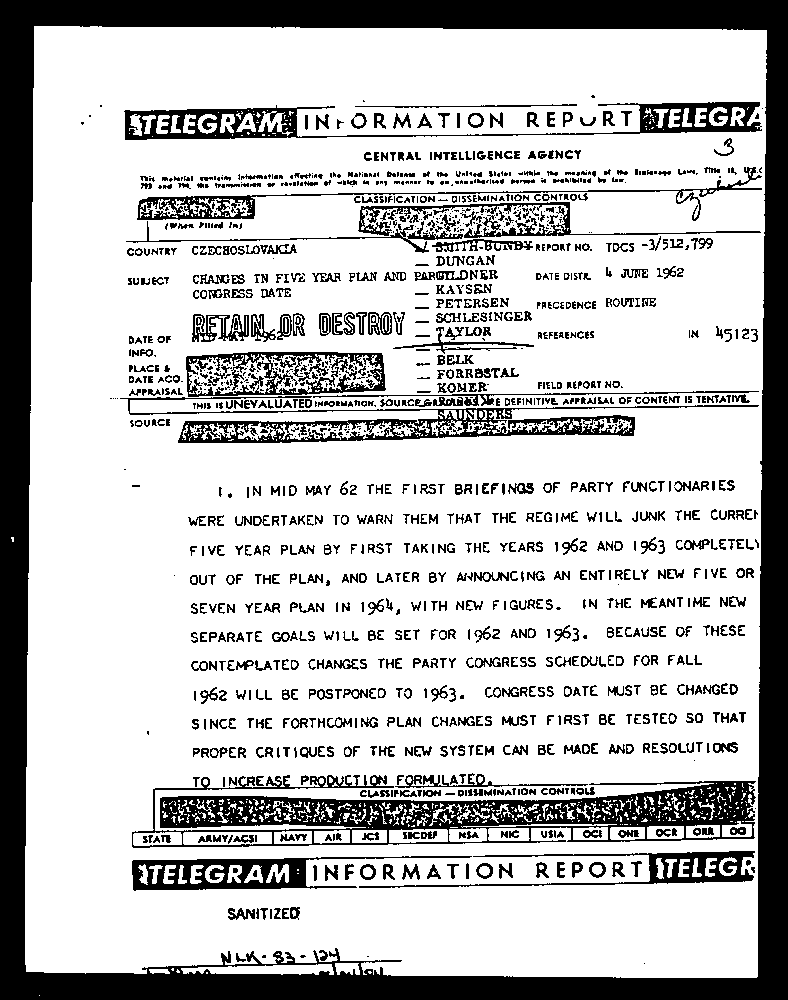 TELEGRAM INFORMATION REPORT TELEGRA
CENTRAL INTELLIGENCE AGENCY
3
This material contains information affecting the National Defense of the United States within the meaning of the Espionage Laws, Title 18, U.S.C
793 and 794, the transmission or revelation of which in any manner to an unauthorized person is prohibited by law.
CLASSIFICATION — DISSEMINATION CONTROLS
(When Filled In)
COUNTRY CZECHOSLOVAKIA
SUBJECT CHANGES IN FIVE YEAR PLAN AND PARTY
CONGRESS DATE
RETAIN OR DESTROY
DATE OF INFO. MID-MAY 1962
PLACE &
DATE ACQ.
APPRAISAL
SMITH-BUNDY
DUNGAN
GILDNER
KAYSEN
PETERSEN
SCHLESINGER
TAYLOR
BELK
FORRESTAL
KOMER
SAUNDERS
REPORT NO. TDCS -3/512,799
DATE DISTR. 4 JUNE 1962
PRECEDENCE ROUTINE
REFERENCES IN 45123
FIELD REPORT NO.
THIS IS UNEVALUATED INFORMATION. SOURCE GRADINGS ARE DEFINITIVE. APPRAISAL OF CONTENT IS TENTATIVE.
SOURCE
1. IN MID MAY 62 THE FIRST BRIEFINGS OF PARTY FUNCTIONARIES
WERE UNDERTAKEN TO WARN THEM THAT THE REGIME WILL JUNK THE CURREN
FIVE YEAR PLAN BY FIRST TAKING THE YEARS 1962 AND 1963 COMPLETELY
OUT OF THE PLAN, AND LATER BY ANNOUNCING AN ENTIRELY NEW FIVE OR
SEVEN YEAR PLAN IN 1964, WITH NEW FIGURES. IN THE MEANTIME NEW
SEPARATE GOALS WILL BE SET FOR 1962 AND 1963. BECAUSE OF THESE
CONTEMPLATED CHANGES THE PARTY CONGRESS SCHEDULED FOR FALL
1962 WILL BE POSTPONED TO 1963. CONGRESS DATE MUST BE CHANGED
SINCE THE FORTHCOMING PLAN CHANGES MUST FIRST BE TESTED SO THAT
PROPER CRITIQUES OF THE NEW SYSTEM CAN BE MADE AND RESOLUTIONS
TO INCREASE PRODUCTION FORMULATED.
CLASSIFICATION — DISSEMINATION CONTROLS
STATE ARMY/ACSI NAVY AIR JCS SECDEF NSA NIC USIA OCI ONE OCR ORR OO
TELEGRAM INFORMATION REPORT TELEGR
SANITIZED
NLK-83-124